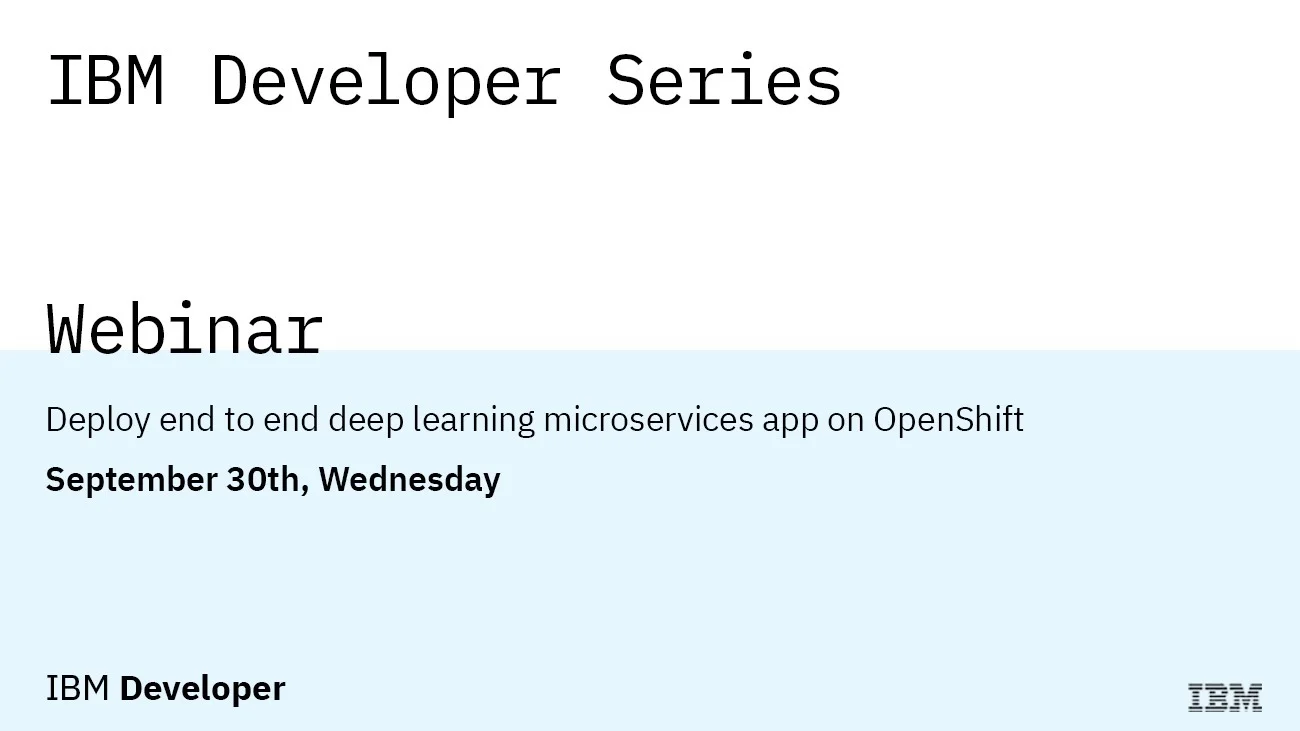 IBM Developer Series
Webinar
Deploy end to end deep learning microservices app on OpenShift
September 30th, Wednesday
IBM Developer
IBM